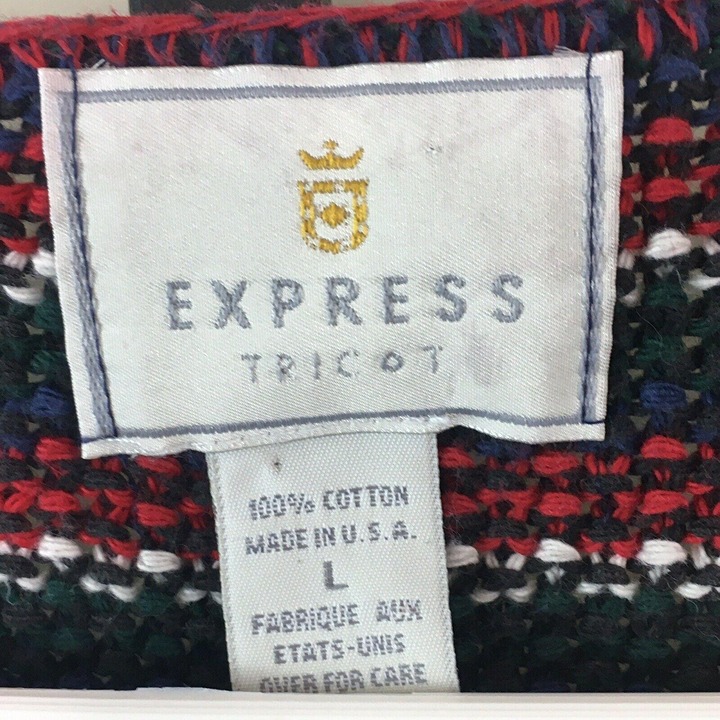 EXPRESS
TRICOT
100% COTTON
MADE IN U.S.A.
L
FABRIQUE AUX
ETATS-UNIS
OVER FOR CARE